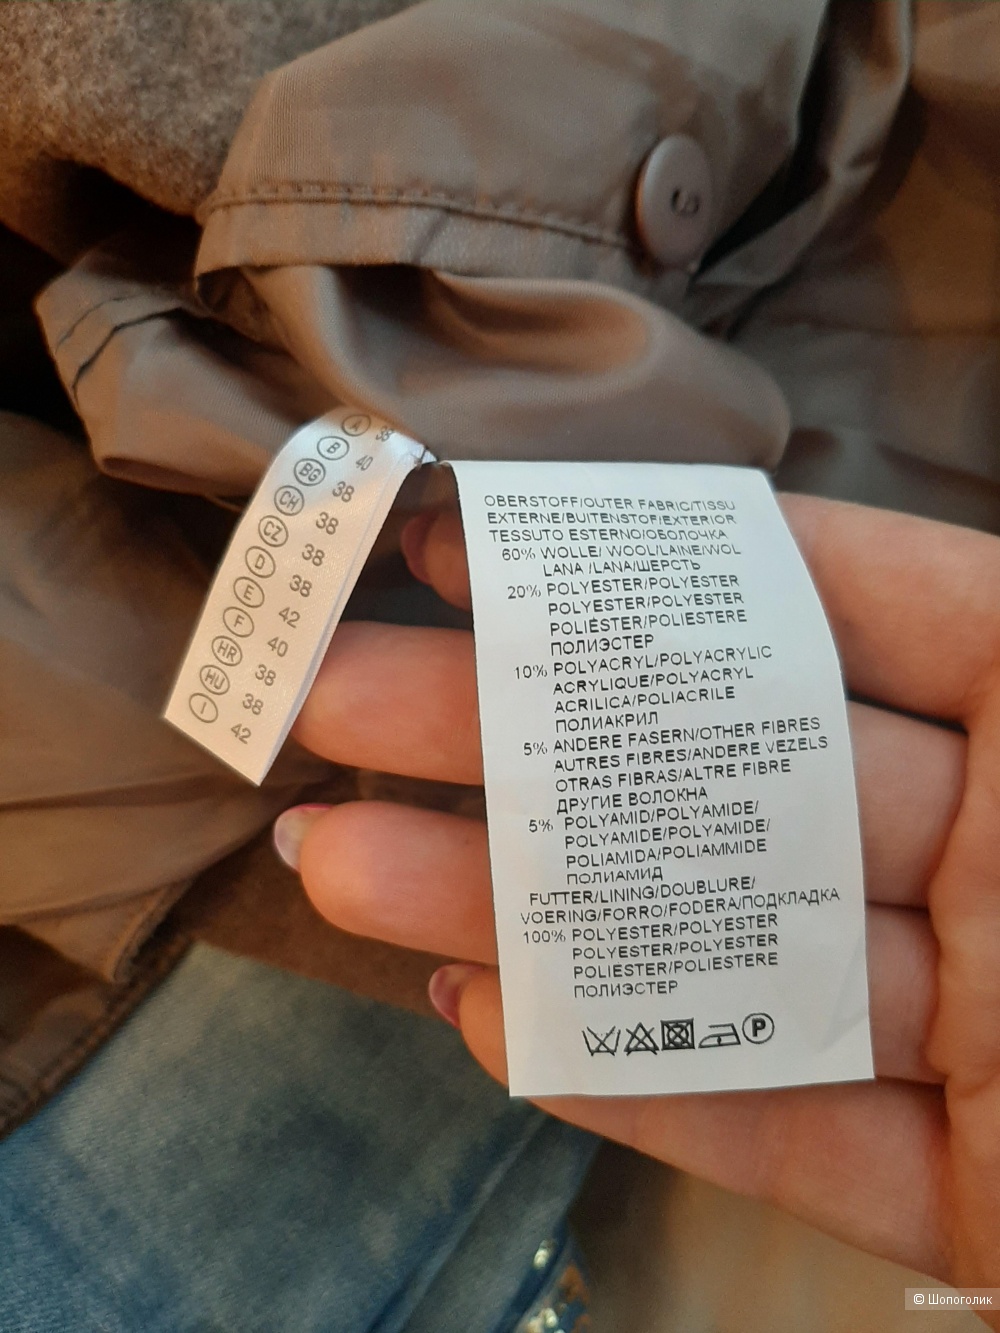 A 38
B 40
BG 38
CH 38
CZ 38
D 38
E 42
F 40
HR 38
HU 38
I 42
OBERSTOFF/OUTER FABRIC/TISSU
EXTERNE/BUITENSTOF/EXTERIOR
TESSUTO ESTERNO/ОБОЛОЧКА
60% WOLLE/ WOOL/LAINE/WOL
LANA /LANA/ШЕРСТЬ
20% POLYESTER/POLYESTER
POLYESTER/POLYESTER
POLIÉSTER/POLIESTERE
ПОЛИЭСТЕР
10% POLYACRYL/POLYACRYLIC
ACRYLIQUE/POLYACRYL
ACRILICA/POLIACRILE
ПОЛИАКРИЛ
5% ANDERE FASERN/OTHER FIBRES
AUTRES FIBRES/ANDERE VEZELS
OTRAS FIBRAS/ALTRE FIBRE
ДРУГИЕ ВОЛОКНА
5% POLYAMID/POLYAMIDE/
POLYAMIDE/POLYAMIDE/
POLIAMIDA/POLIAMMIDE
ПОЛИАМИД
FUTTER/LINING/DOUBLURE/
VOERING/FORRO/FODERA/ПОДКЛАДКА
100% POLYESTER/POLYESTER
POLYESTER/POLYESTER
POLIESTER/POLIESTERE
ПОЛИЭСТЕР
P
© Шопоголик